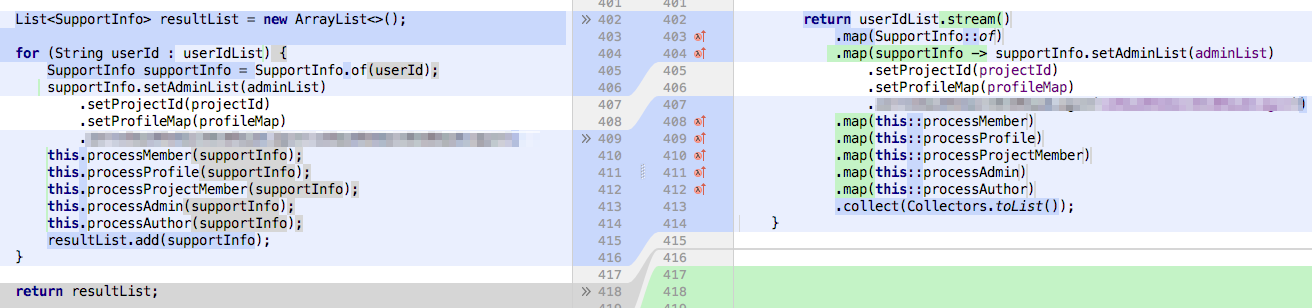 List<SupportInfo> resultList = new ArrayList<>();
for (String userId : userIdList) {
SupportInfo supportInfo = SupportInfo.of(userId);
supportInfo.setAdminList(adminList)
.setProjectId(projectId)
.setProfileMap(profileMap)
.
this.processMember(supportInfo);
this.processProfile(supportInfo);
this.processProjectMember(supportInfo);
this.processAdmin(supportInfo);
this.processAuthor(supportInfo);
resultList.add(supportInfo);
}
return resultList;
401 401
» 402 402
403 403
404 404
405 405
406 406
407 407
408 408
» 409 409
410 410
411 411
412 412
413 413
414 414
415 415
416 416
417 417
» 418 418
return userIdList.stream()
.map(SupportInfo::of)
.map(supportInfo -> supportInfo.setAdminList(adminList)
.setProjectId(projectId)
.setProfileMap(profileMap)
.
.map(this::processMember)
.map(this::processProfile)
.map(this::processProjectMember)
.map(this::processAdmin)
.map(this::processAuthor)
.collect(Collectors.toList());
}